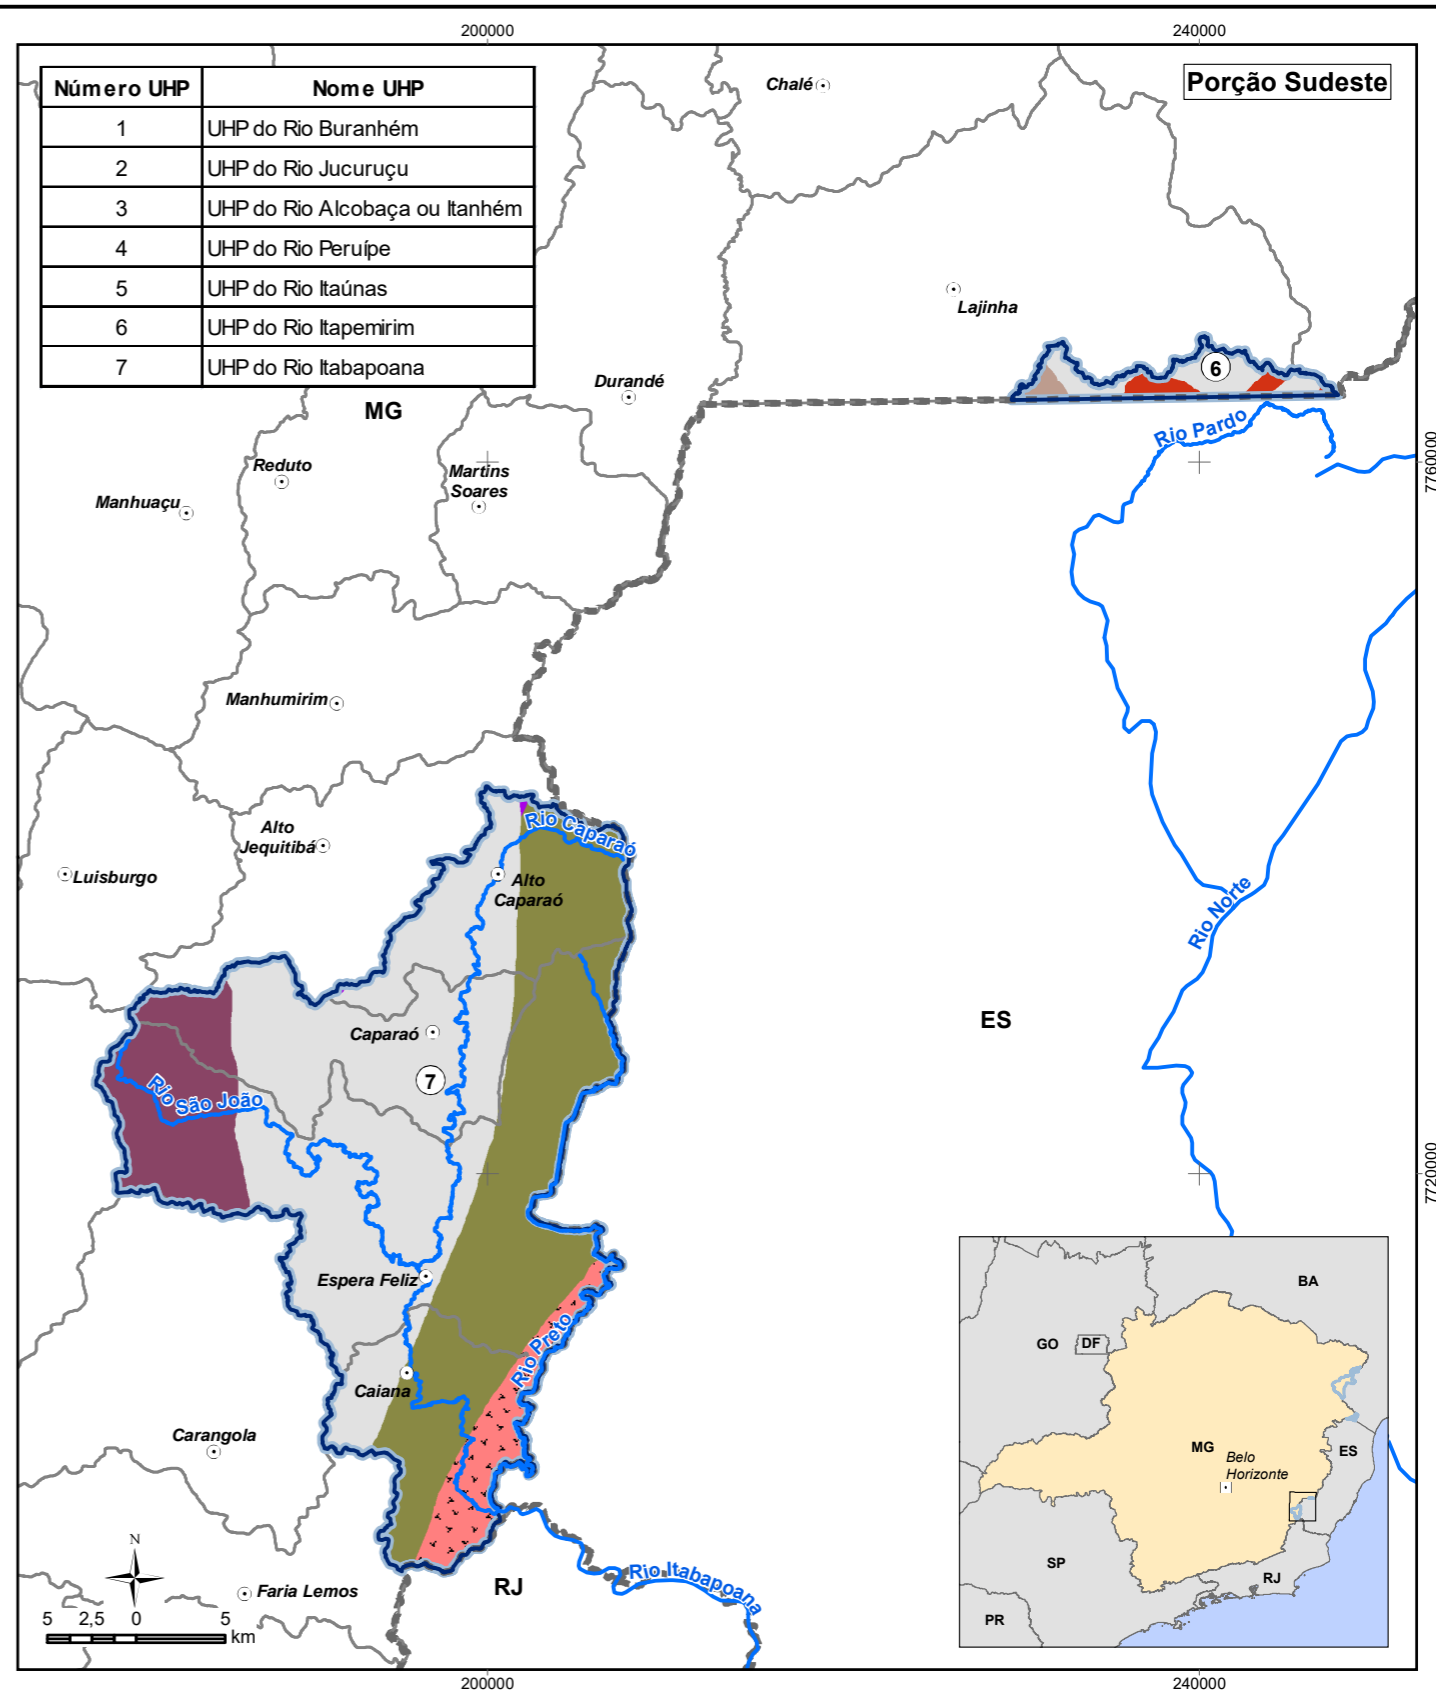 200000
240000
Número UHP Nome UHP
1 UHP do Rio Buranhém
2 UHP do Rio Jucuruçu
3 UHP do Rio Alcobaça ou Itanhém
4 UHP do Rio Peruípe
5 UHP do Rio Itaúnas
6 UHP do Rio Itapemirim
7 UHP do Rio Itabapoana
Porção Sudeste
Chalé
Lajinha
Durandé
6
MG
Rio Pardo
Reduto
Martins
Soares
Manhuaçu
7760000
Manhumirim
Alto
Jequitibá
Rio Caparaó
Luisburgo
Alto
Caparaó
Rio Norte
Caparaó
ES
7
Rio São João
7720000
Espera Feliz
Rio Preto
Caiana
Carangola
BA
GO
DF
MG
Belo
Horizonte
ES
SP
RJ
PR
N
Faria Lemos
RJ
Rio Itabapoana
5 2,5 0 5
km
200000
240000